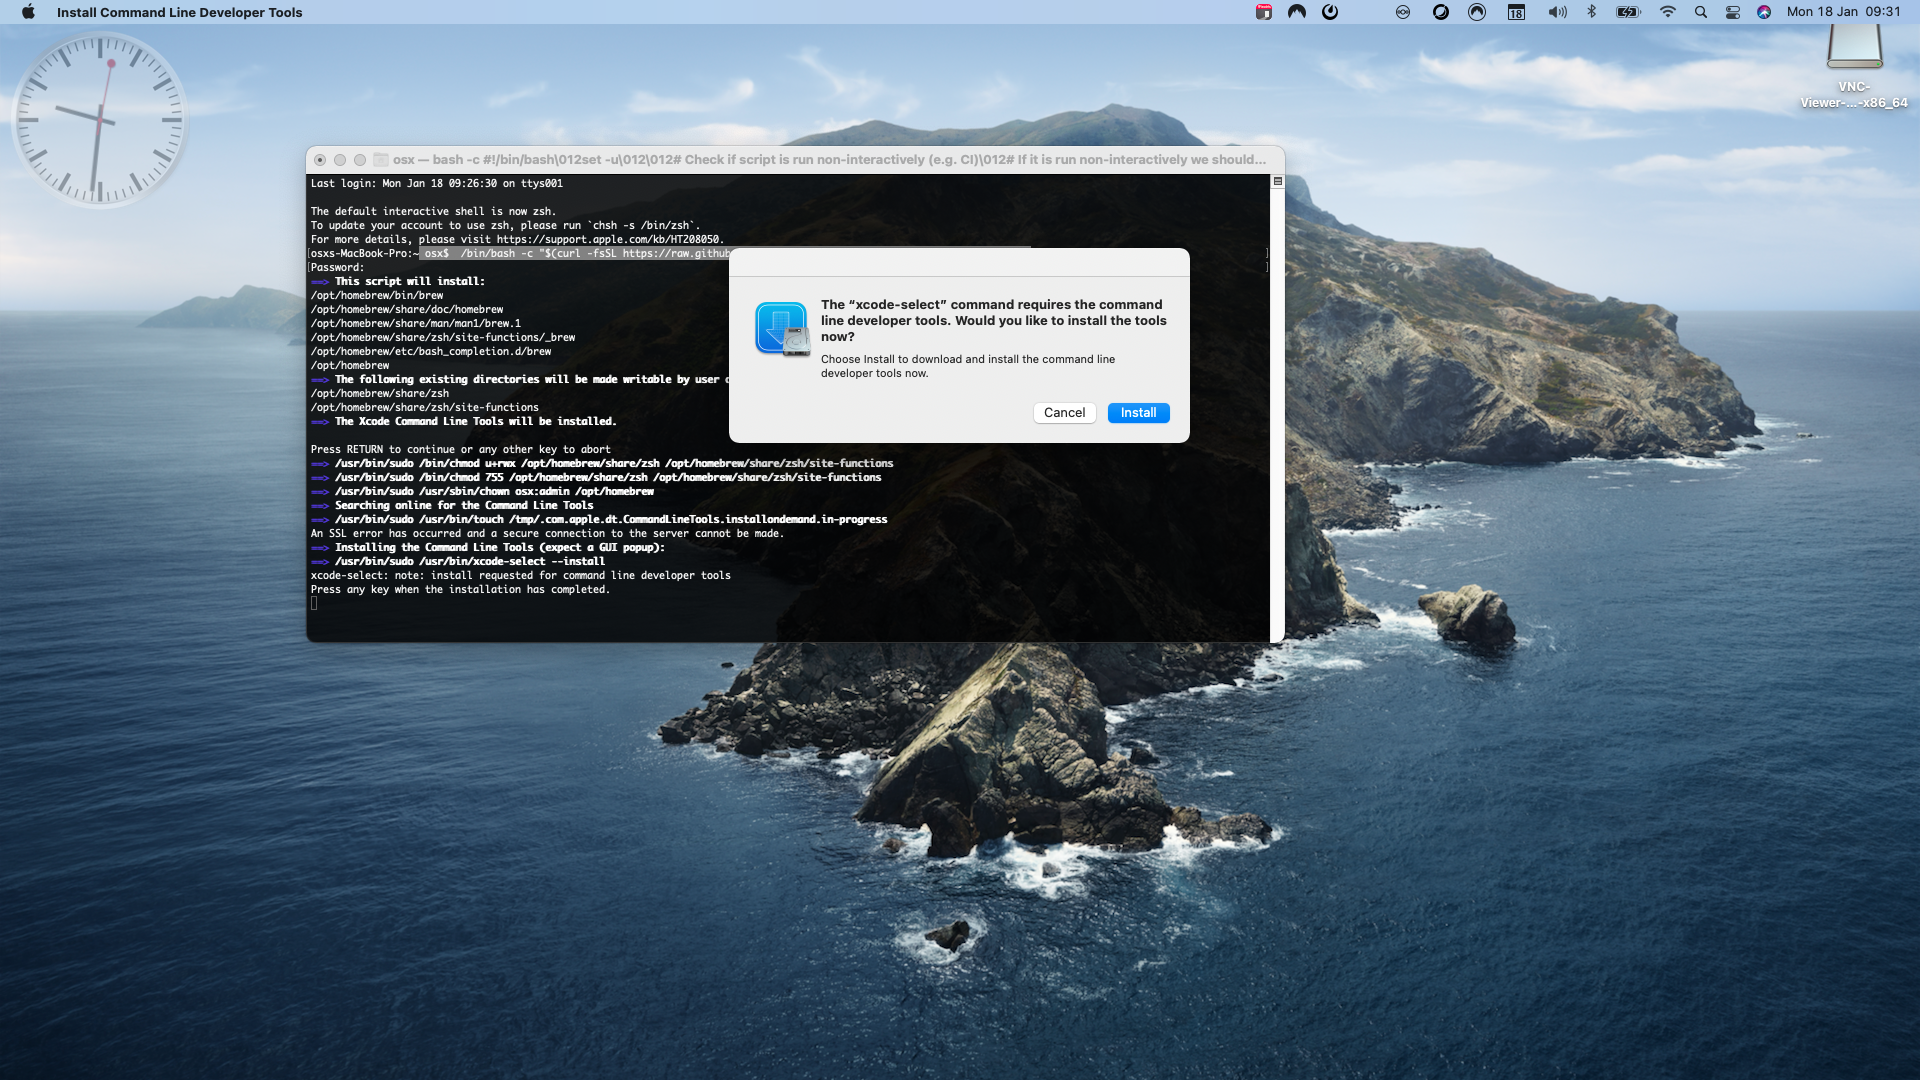 Install Command Line Developer Tools
18
Mon 18 Jan 09:31
VNC-
Viewer-...-x86_64
osx — bash -c #!/bin/bash\012set -u\012\012# Check if script is run non-interactively (e.g. CI)\012# If it is run non-interactively we should...
Last login: Mon Jan 18 09:26:30 on ttys001
The default interactive shell is now zsh.
To update your account to use zsh, please run `chsh -s /bin/zsh`.
For more details, please visit https://support.apple.com/kb/HT208050.
[osxs-MacBook-Pro:~ osx$  /bin/bash -c "$(curl -fsSL https://raw.github ]
[Password: ]
==> This script will install:
/opt/homebrew/bin/brew
/opt/homebrew/share/doc/homebrew
/opt/homebrew/share/man/man1/brew.1
/opt/homebrew/share/zsh/site-functions/_brew
/opt/homebrew/etc/bash_completion.d/brew
/opt/homebrew
==> The following existing directories will be made writable by user
/opt/homebrew/share/zsh
/opt/homebrew/share/zsh/site-functions
==> The Xcode Command Line Tools will be installed.
Press RETURN to continue or any other key to abort
==> /usr/bin/sudo /bin/chmod u+rwx /opt/homebrew/share/zsh /opt/homebrew/share/zsh/site-functions
==> /usr/bin/sudo /bin/chmod 755 /opt/homebrew/share/zsh /opt/homebrew/share/zsh/site-functions
==> /usr/bin/sudo /usr/sbin/chown osx:admin /opt/homebrew
==> Searching online for the Command Line Tools
==> /usr/bin/sudo /usr/bin/touch /tmp/.com.apple.dt.CommandLineTools.installondemand.in-progress
An SSL error has occurred and a secure connection to the server cannot be made.
==> Installing the Command Line Tools (expect a GUI popup):
==> /usr/bin/sudo /usr/bin/xcode-select --install
xcode-select: note: install requested for command line developer tools
Press any key when the installation has completed.
The “xcode-select” command requires the command
line developer tools. Would you like to install the tools
now?
Choose Install to download and install the command line
developer tools now.
Cancel
Install